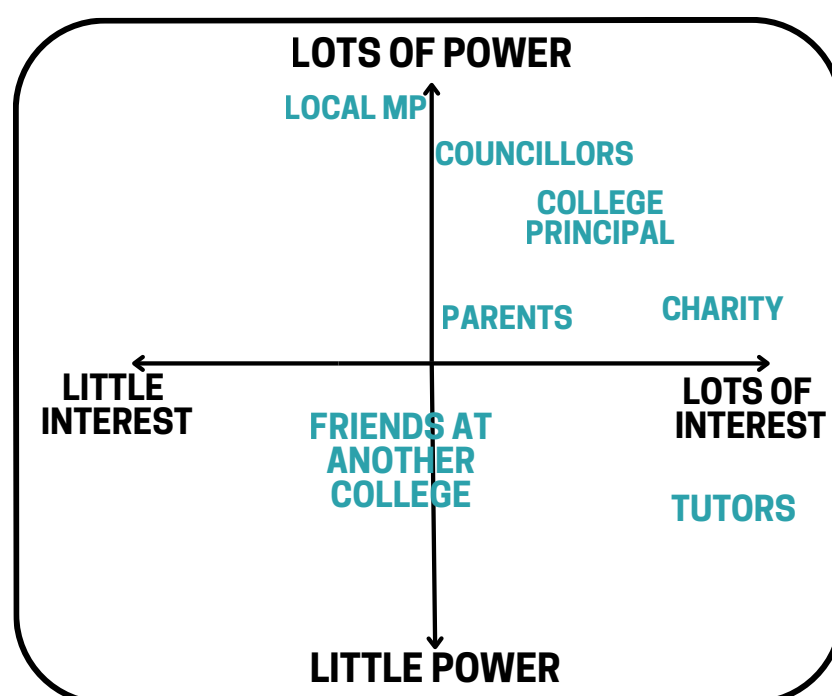 LOTS OF POWER
LOCAL MP
COUNCILLORS
COLLEGE
PRINCIPAL
PARENTS
CHARITY
LITTLE
INTEREST
LOTS OF
INTEREST
FRIENDS AT
ANOTHER
COLLEGE
TUTORS
LITTLE POWER